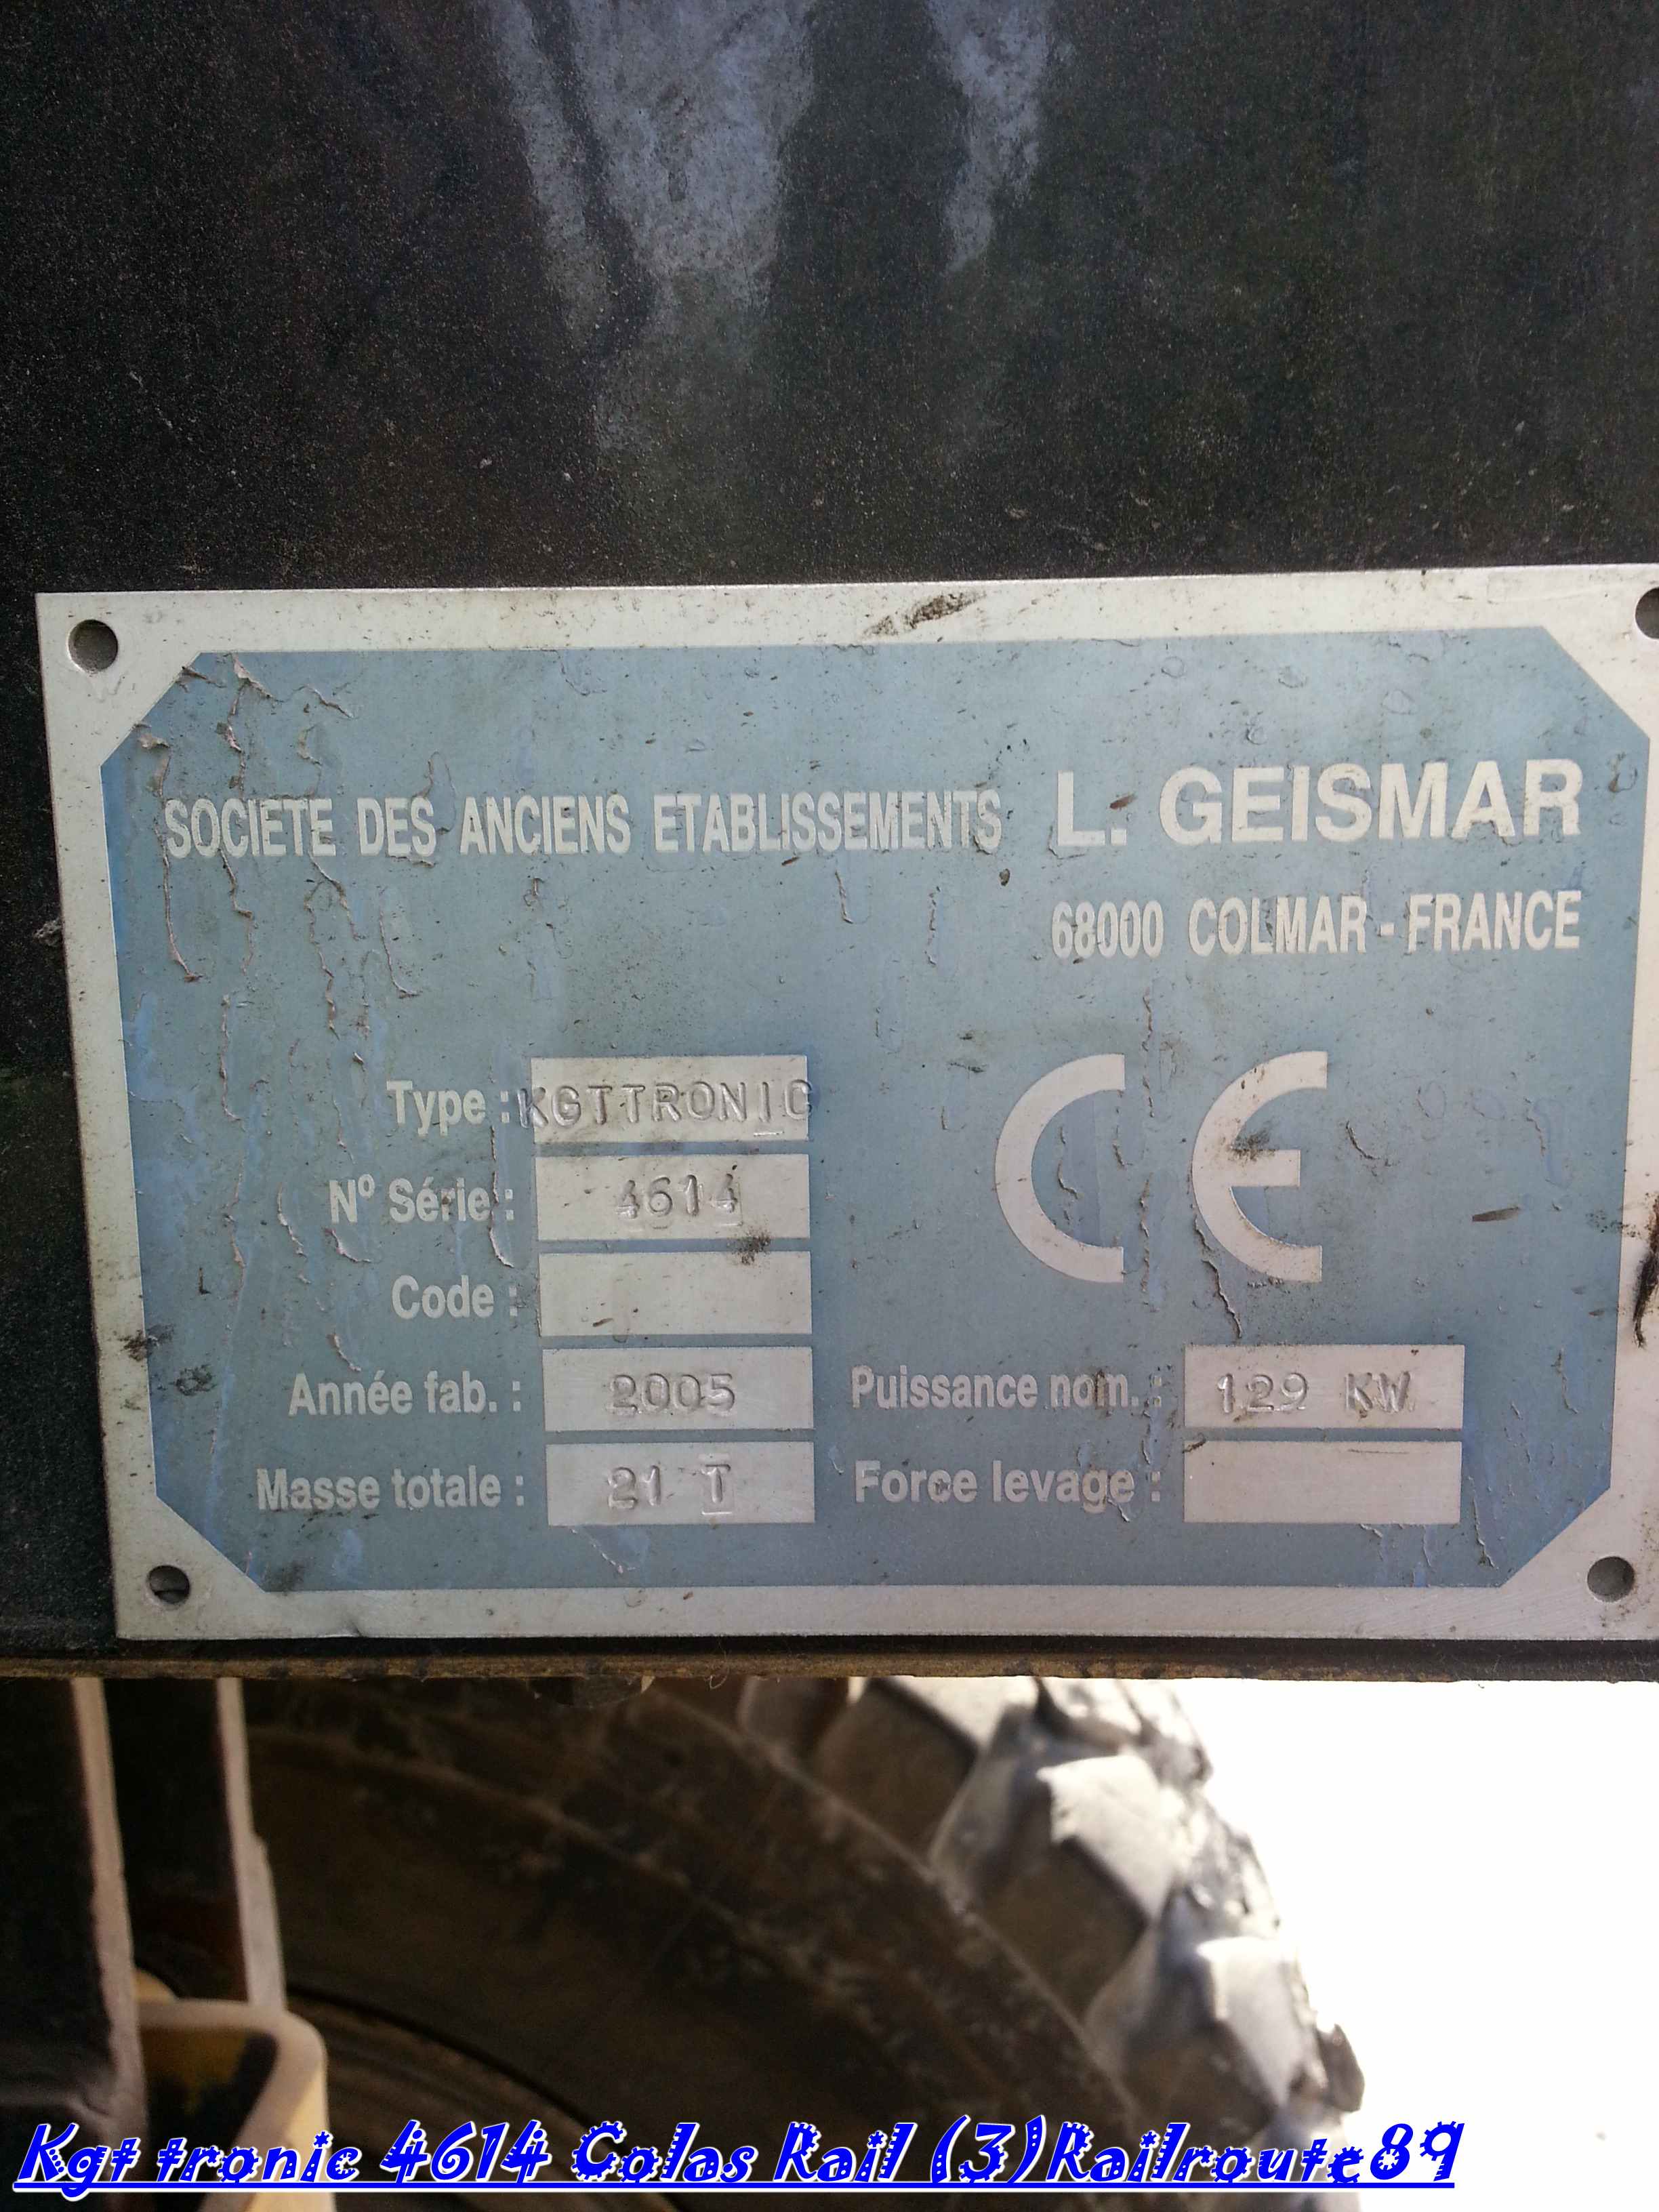 SOCIETE DES ANCIENS ETABLISSEMENTS L. GEISMAR
68000 COLMAR - FRANCE
Type : KGTTRONIC
Nº Série : 4614
CE
Code :
Année fab. : 2005 Puissance nom. : 129 KW
Masse totale : 21 T Force levage :
Kgt tronic 4614 Colas Rail (3)Railroute89